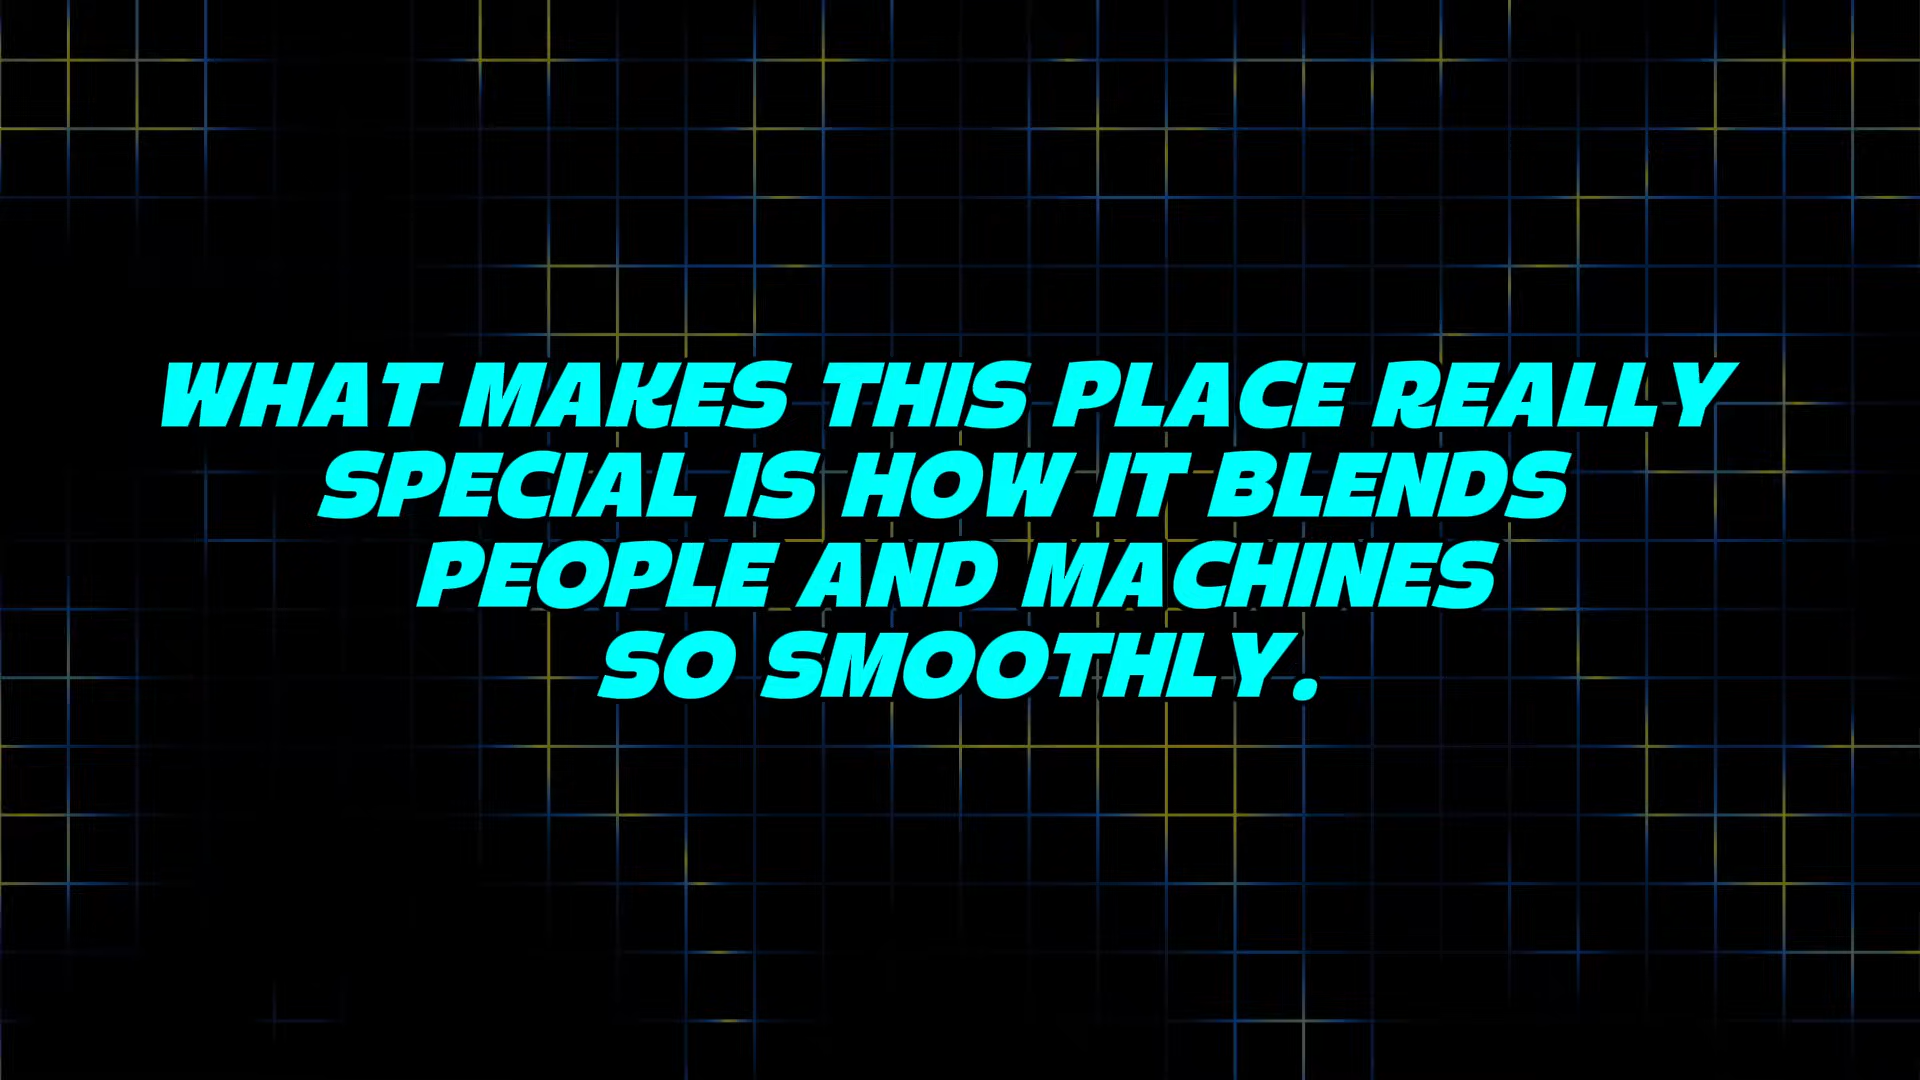 WHAT MAKES THIS PLACE REALLY
SPECIAL IS HOW IT BLENDS
PEOPLE AND MACHINES
SO SMOOTHLY.